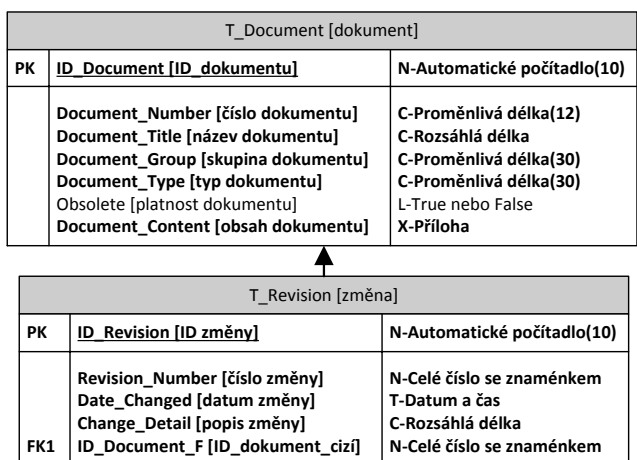 T_Document [dokument]
PK ID_Document [ID_dokumentu] N-Automatické počítadlo(10)
Document_Number [číslo dokumentu] C-Proměnlivá délka(12)
Document_Title [název dokumentu] C-Rozsáhlá délka
Document_Group [skupina dokumentu] C-Proměnlivá délka(30)
Document_Type [typ dokumentu] C-Proměnlivá délka(30)
Obsolete [platnost dokumentu] L-True nebo False
Document_Content [obsah dokumentu] X-Příloha
T_Revision [změna]
PK ID_Revision [ID změny] N-Automatické počítadlo(10)
Revision_Number [číslo změny] N-Celé číslo se znaménkem
Date_Changed [datum změny] T-Datum a čas
Change_Detail [popis změny] C-Rozsáhlá délka
FK1 ID_Document_F [ID_dokument_cizí] N-Celé číslo se znaménkem